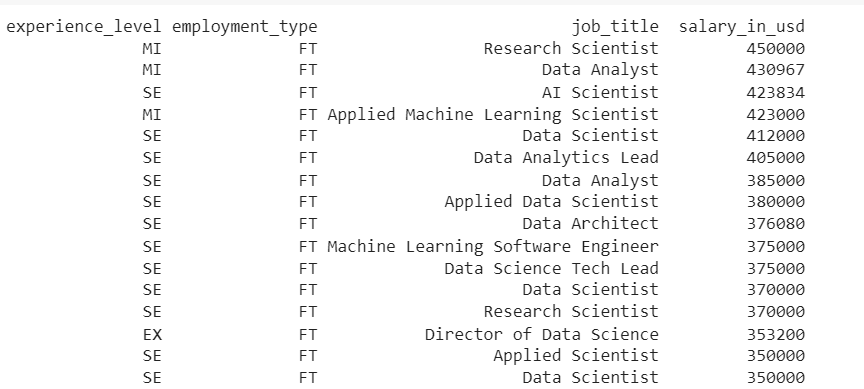 experience_level employment_type job_title salary_in_usd
MI FT Research Scientist 450000
MI FT Data Analyst 430967
SE FT AI Scientist 423834
MI FT Applied Machine Learning Scientist 423000
SE FT Data Scientist 412000
SE FT Data Analytics Lead 405000
SE FT Data Analyst 385000
SE FT Applied Data Scientist 380000
SE FT Data Architect 376080
SE FT Machine Learning Software Engineer 375000
SE FT Data Science Tech Lead 375000
SE FT Data Scientist 370000
SE FT Research Scientist 370000
EX FT Director of Data Science 353200
SE FT Applied Scientist 350000
SE FT Data Scientist 350000